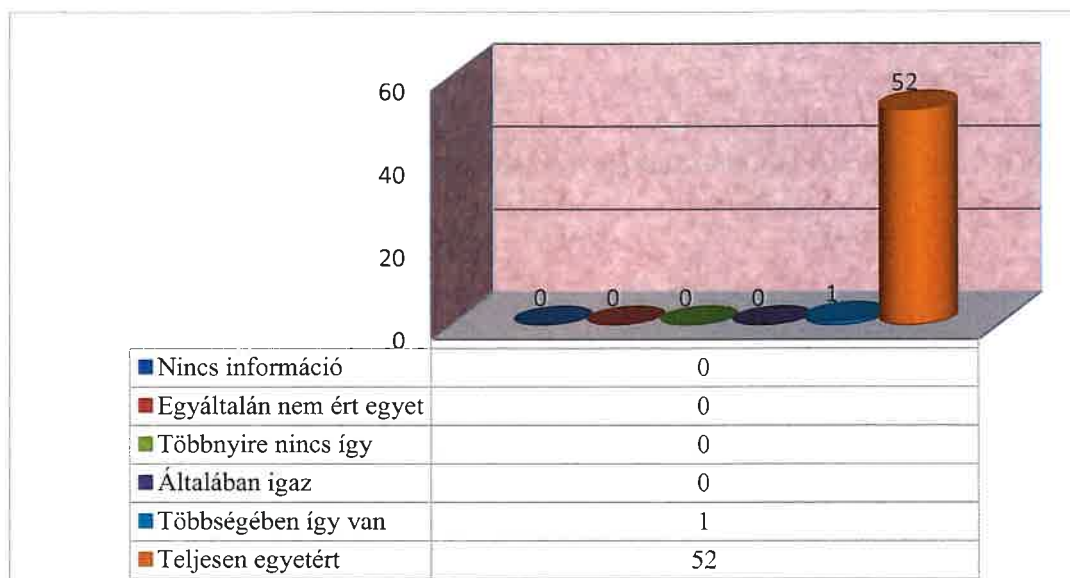 52
60
40
20
0
0
0
0
0
1
Nincs információ 0
Egyáltalán nem ért egyet 0
Többnyire nincs így 0
Általában igaz 0
Többségében így van 1
Teljesen egyetért 52